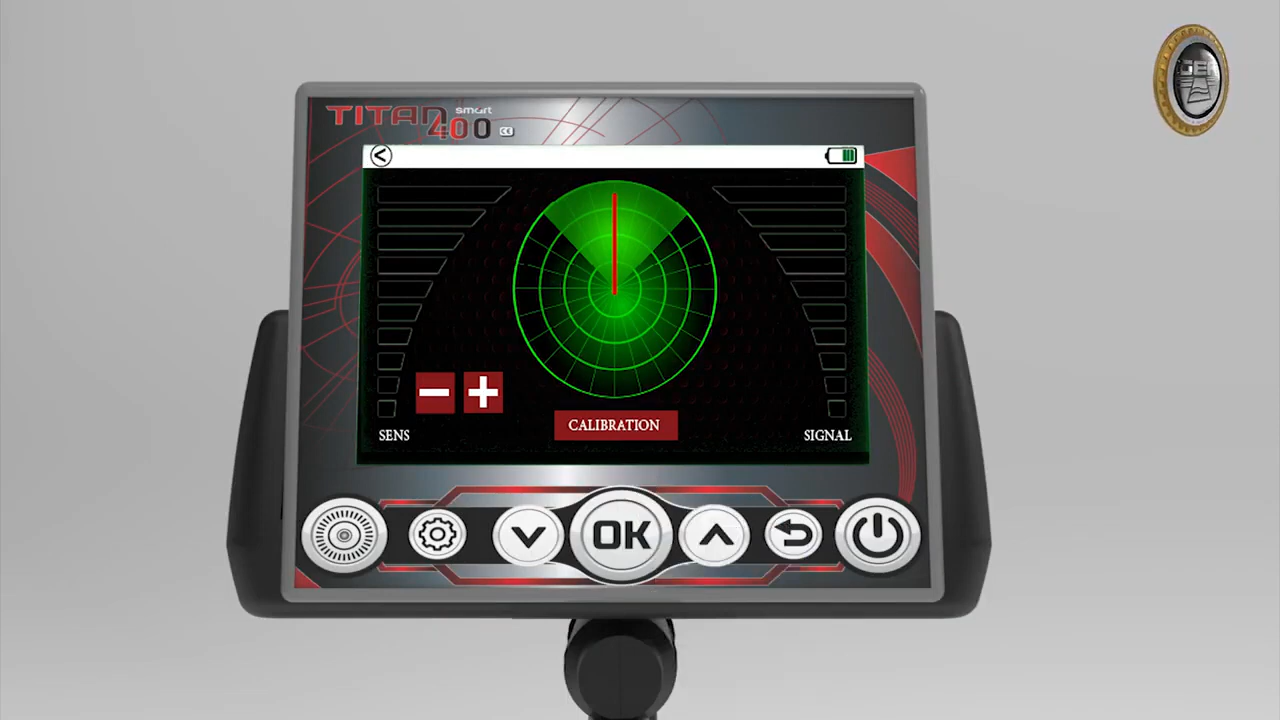 TITAN smart
400 CE
SENS
CALIBRATION
SIGNAL
OK